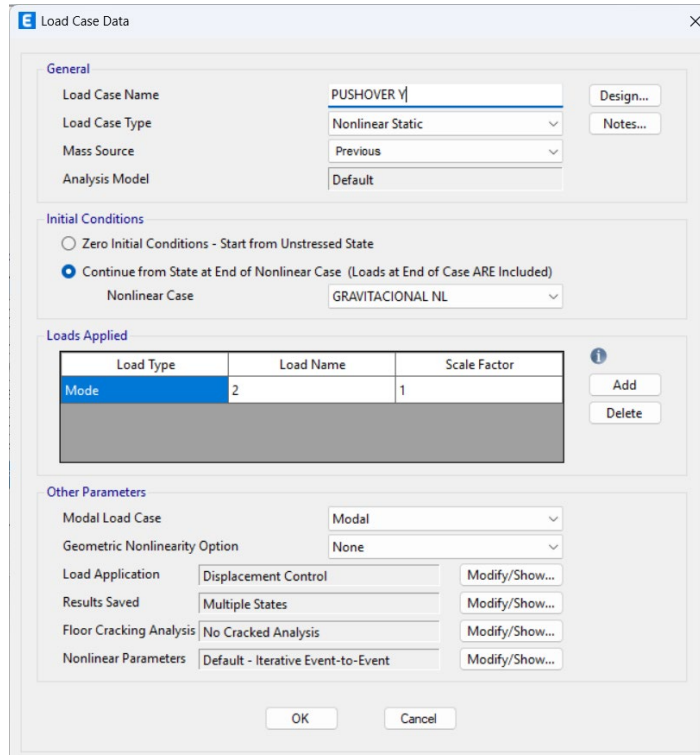 E Load Case Data
General
Load Case Name PUSHOVER Y Design...
Load Case Type Nonlinear Static Notes...
Mass Source Previous
Analysis Model Default
Initial Conditions
Zero Initial Conditions - Start from Unstressed State
Continue from State at End of Nonlinear Case (Loads at End of Case ARE Included)
Nonlinear Case GRAVITACIONAL NL
Loads Applied
Load Type Load Name Scale Factor
Mode 2 1
Add
Delete
Other Parameters
Modal Load Case Modal
Geometric Nonlinearity Option None
Load Application Displacement Control Modify/Show...
Results Saved Multiple States Modify/Show...
Floor Cracking Analysis No Cracked Analysis Modify/Show...
Nonlinear Parameters Default - Iterative Event-to-Event Modify/Show...
OK Cancel